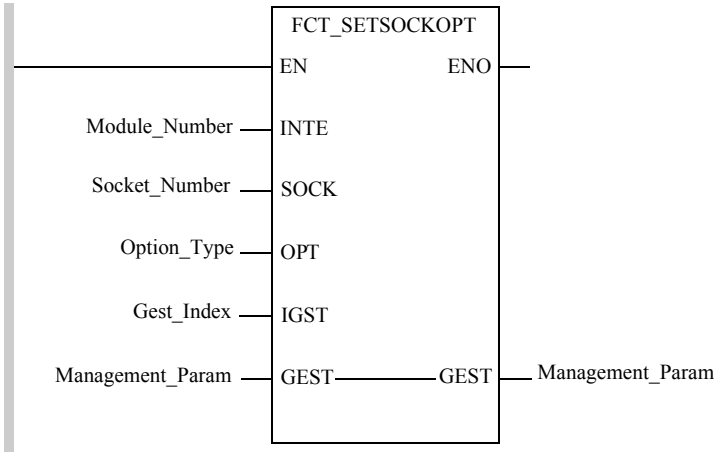 FCT_SETSOCKOPT
EN ENO
Module_Number INTE
Socket_Number SOCK
Option_Type OPT
Gest_Index IGST
Management_Param GEST GEST Management_Param